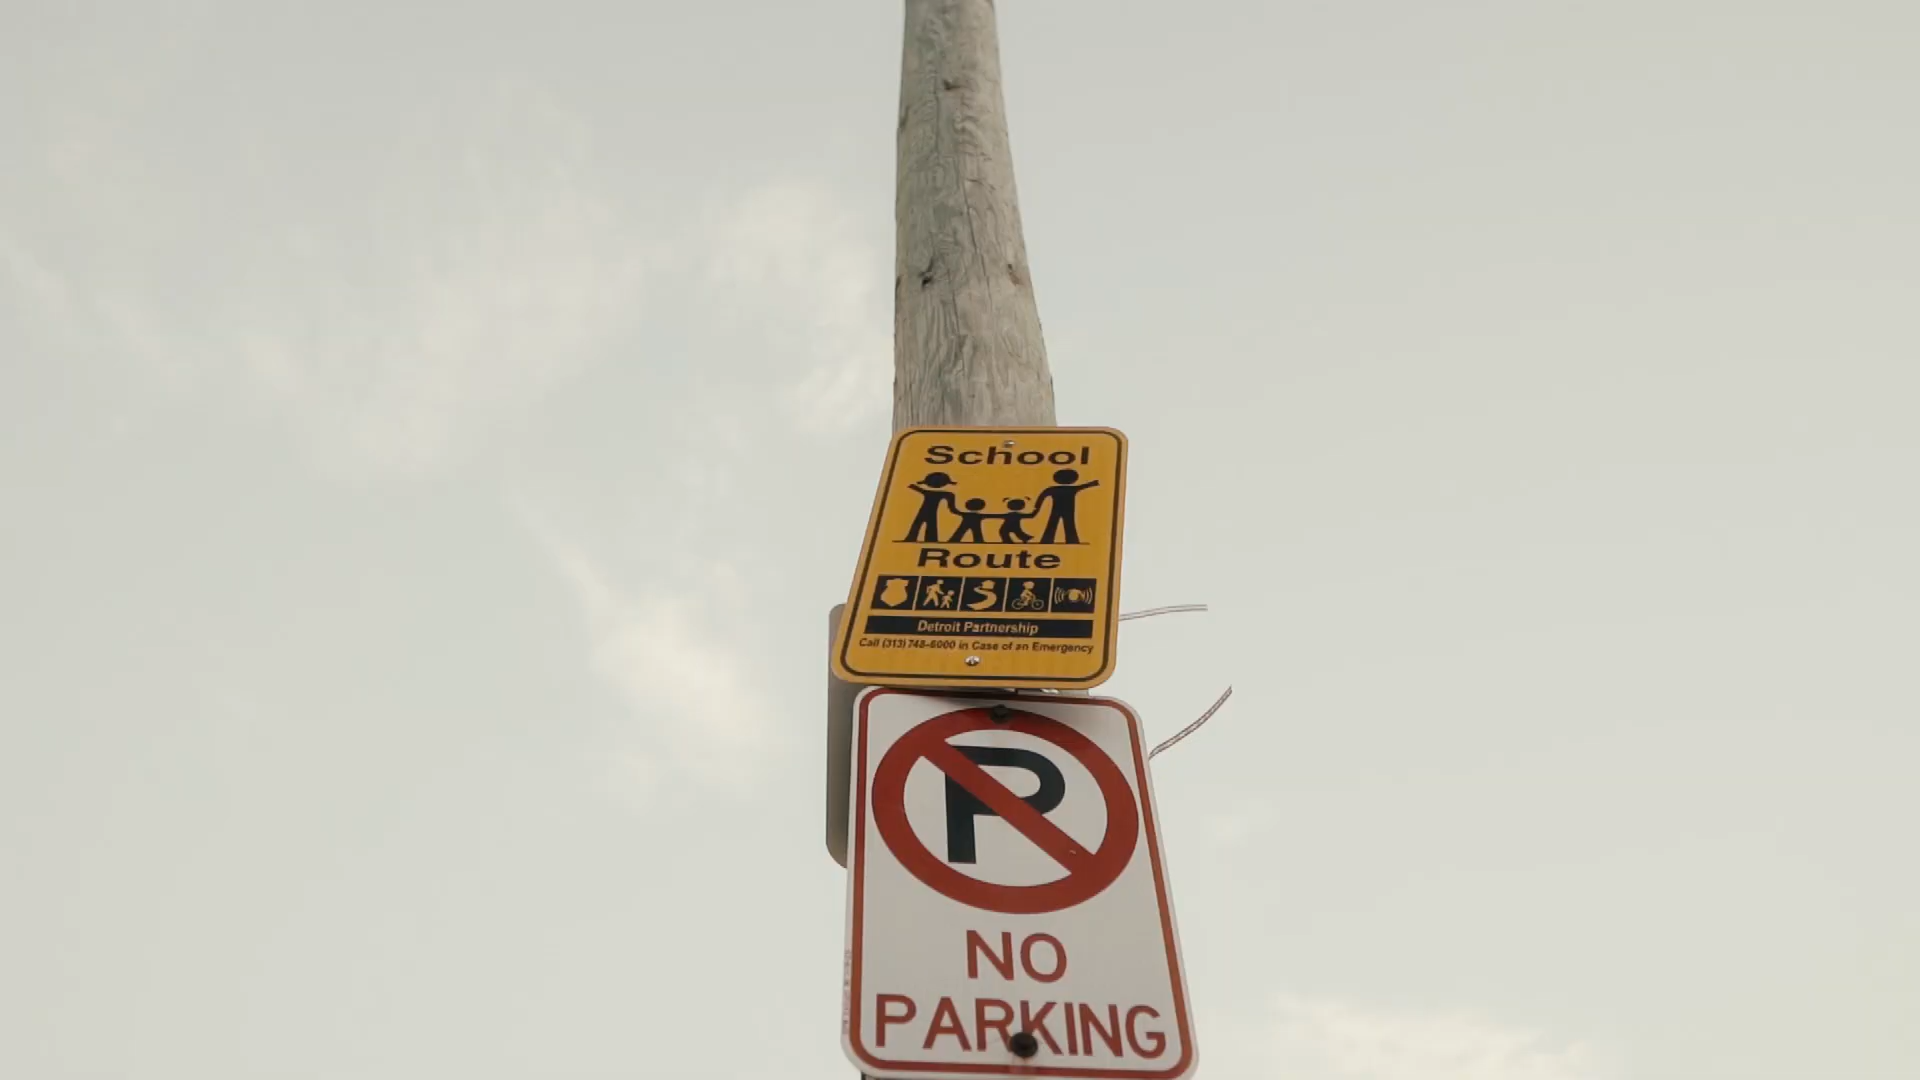 School
Route
Detroit Partnership
Call (313) 748-6000 in Case of an Emergency
P
NO
PARKING